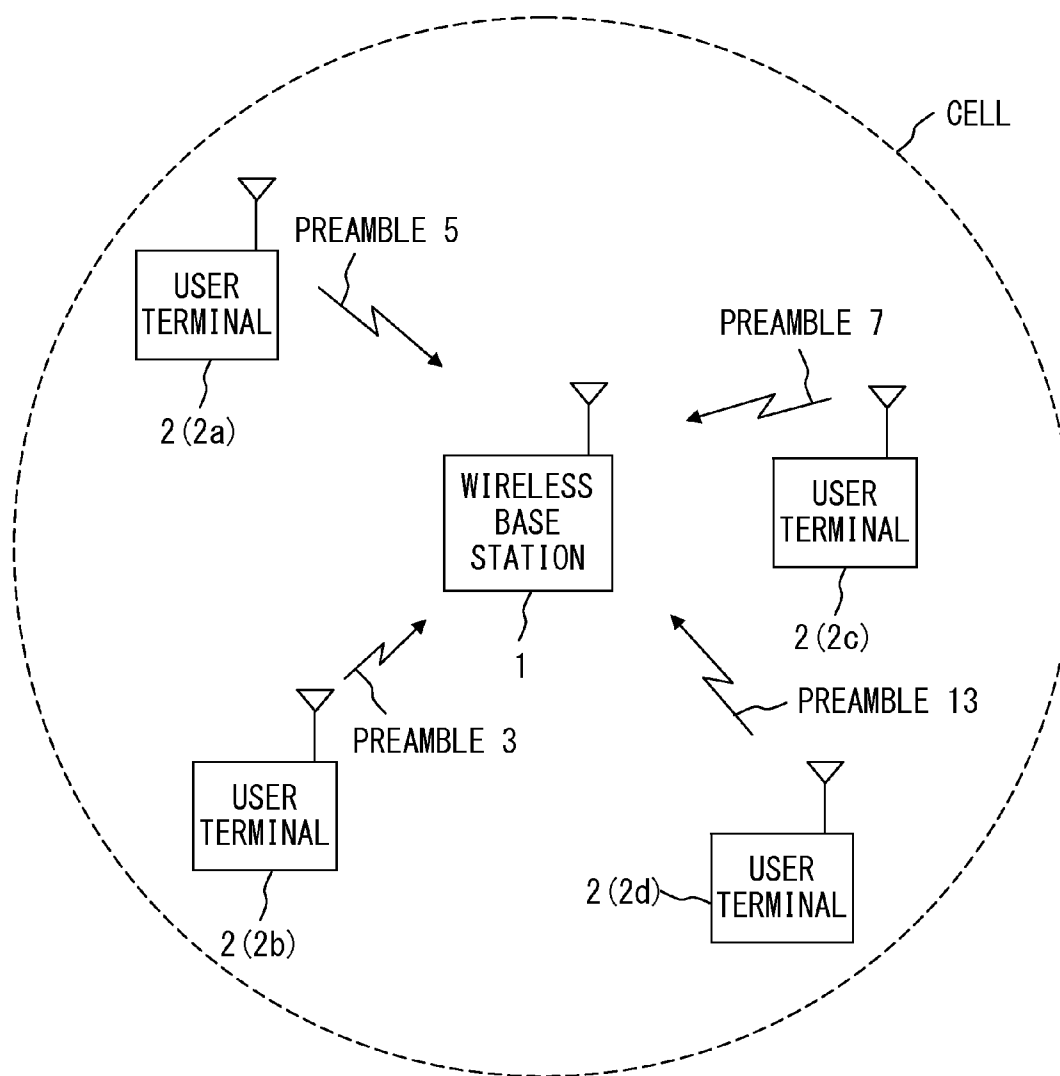 CELL
PREAMBLE 5
USER
TERMINAL
2(2a)
PREAMBLE 7
WIRELESS
BASE
STATION
1
USER
TERMINAL
2(2c)
PREAMBLE 3
PREAMBLE 13
USER
TERMINAL
2(2b)
USER
TERMINAL
2(2d)